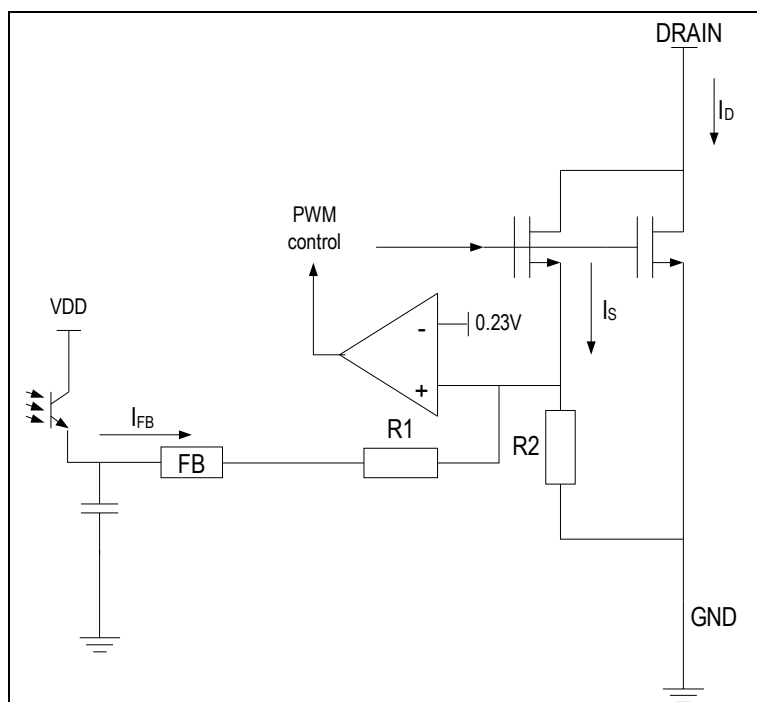 DRAIN
ID
PWM
control
VDD
IS
-
0.23V
+
IFB
R1
R2
FB
GND